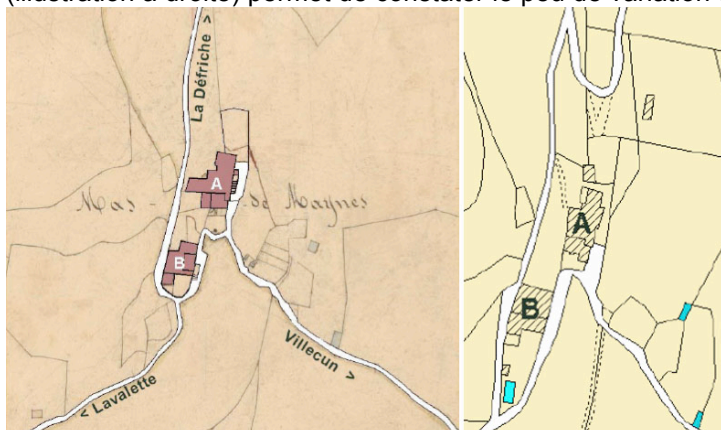 (illustration à droite) permet de constater le peu de variation
La Défriche >
A
Mas de Maynes
B
Villecun >
< Lavalette
A
B